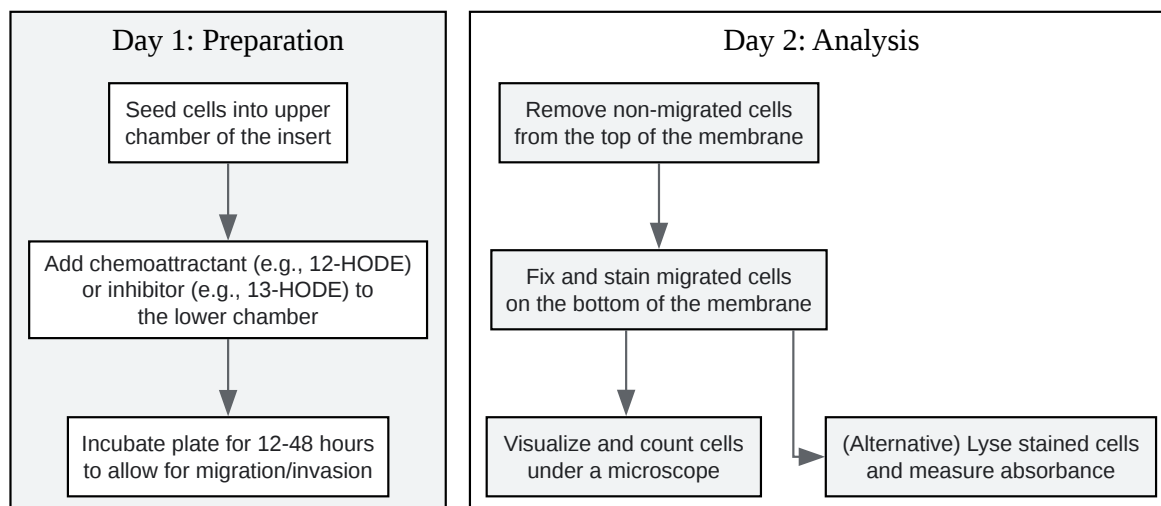 Day 1: Preparation
Seed cells into upper
chamber of the insert
Add chemoattractant (e.g., 12-HODE)
or inhibitor (e.g., 13-HODE) to
the lower chamber
Incubate plate for 12-48 hours
to allow for migration/invasion
Day 2: Analysis
Remove non-migrated cells
from the top of the membrane
Fix and stain migrated cells
on the bottom of the membrane
Visualize and count cells
under a microscope
(Alternative) Lyse stained cells
and measure absorbance